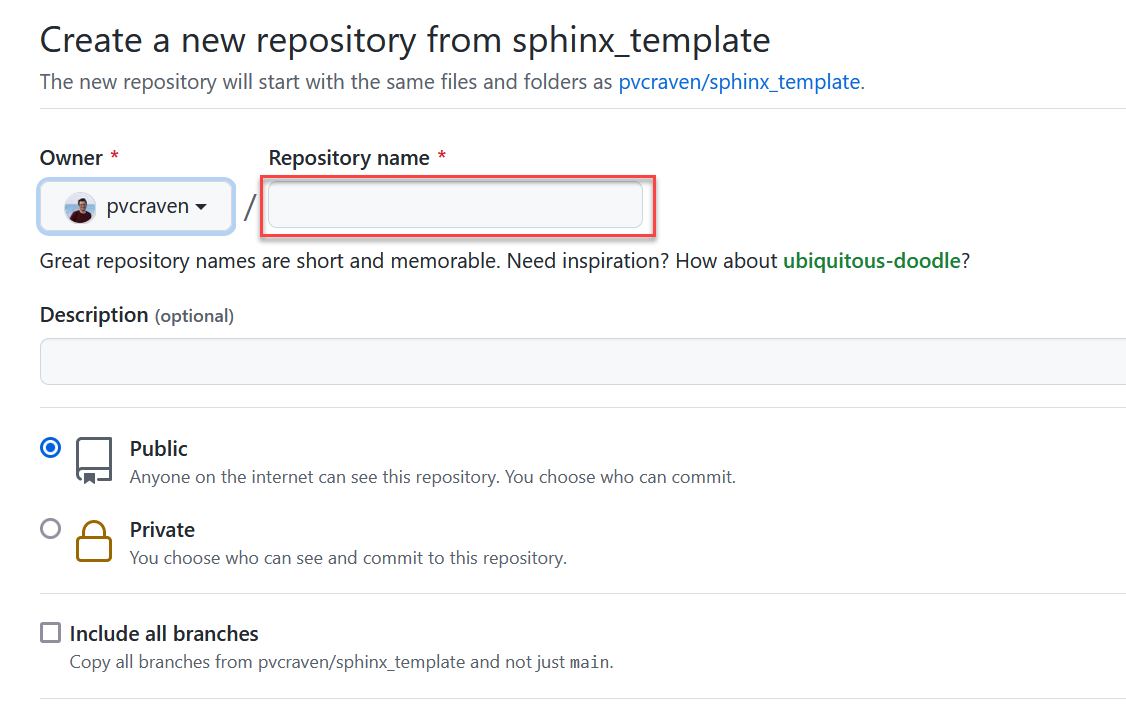 Create a new repository from sphinx_template
The new repository will start with the same files and folders as pvcraven/sphinx_template.
Owner *
Repository name *
pvcraven
/
Great repository names are short and memorable. Need inspiration? How about ubiquitous-doodle?
Description (optional)
Public
Anyone on the internet can see this repository. You choose who can commit.
Private
You choose who can see and commit to this repository.
Include all branches
Copy all branches from pvcraven/sphinx_template and not just main.